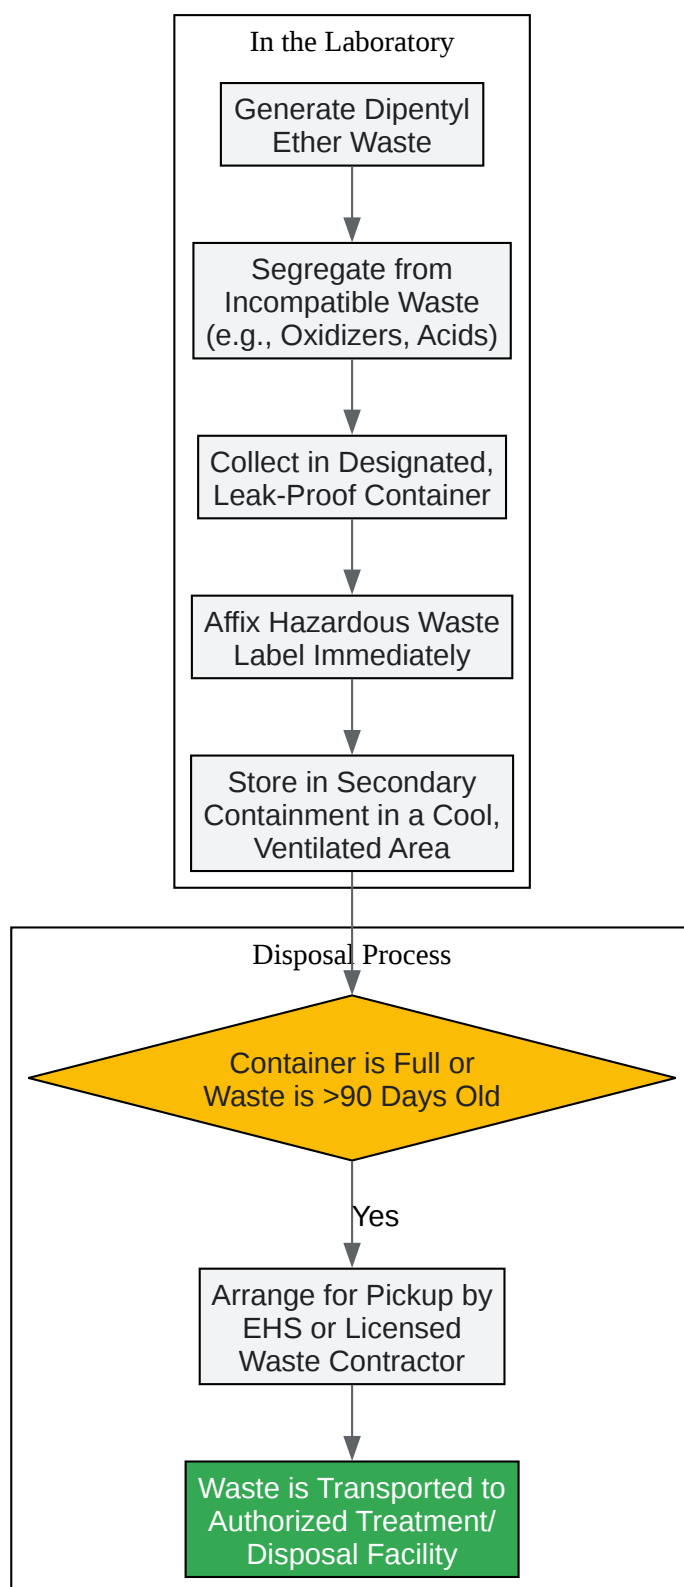 In the Laboratory
Generate Dipentyl
Ether Waste
Segregate from
Incompatible Waste
(e.g., Oxidizers, Acids)
Collect in Designated,
Leak-Proof Container
Affix Hazardous Waste
Label Immediately
Store in Secondary
Containment in a Cool,
Ventilated Area
Disposal Process
Container is Full or
Waste is >90 Days Old
Yes
Arrange for Pickup by
EHS or Licensed
Waste Contractor
Waste is Transported to
Authorized Treatment/
Disposal Facility